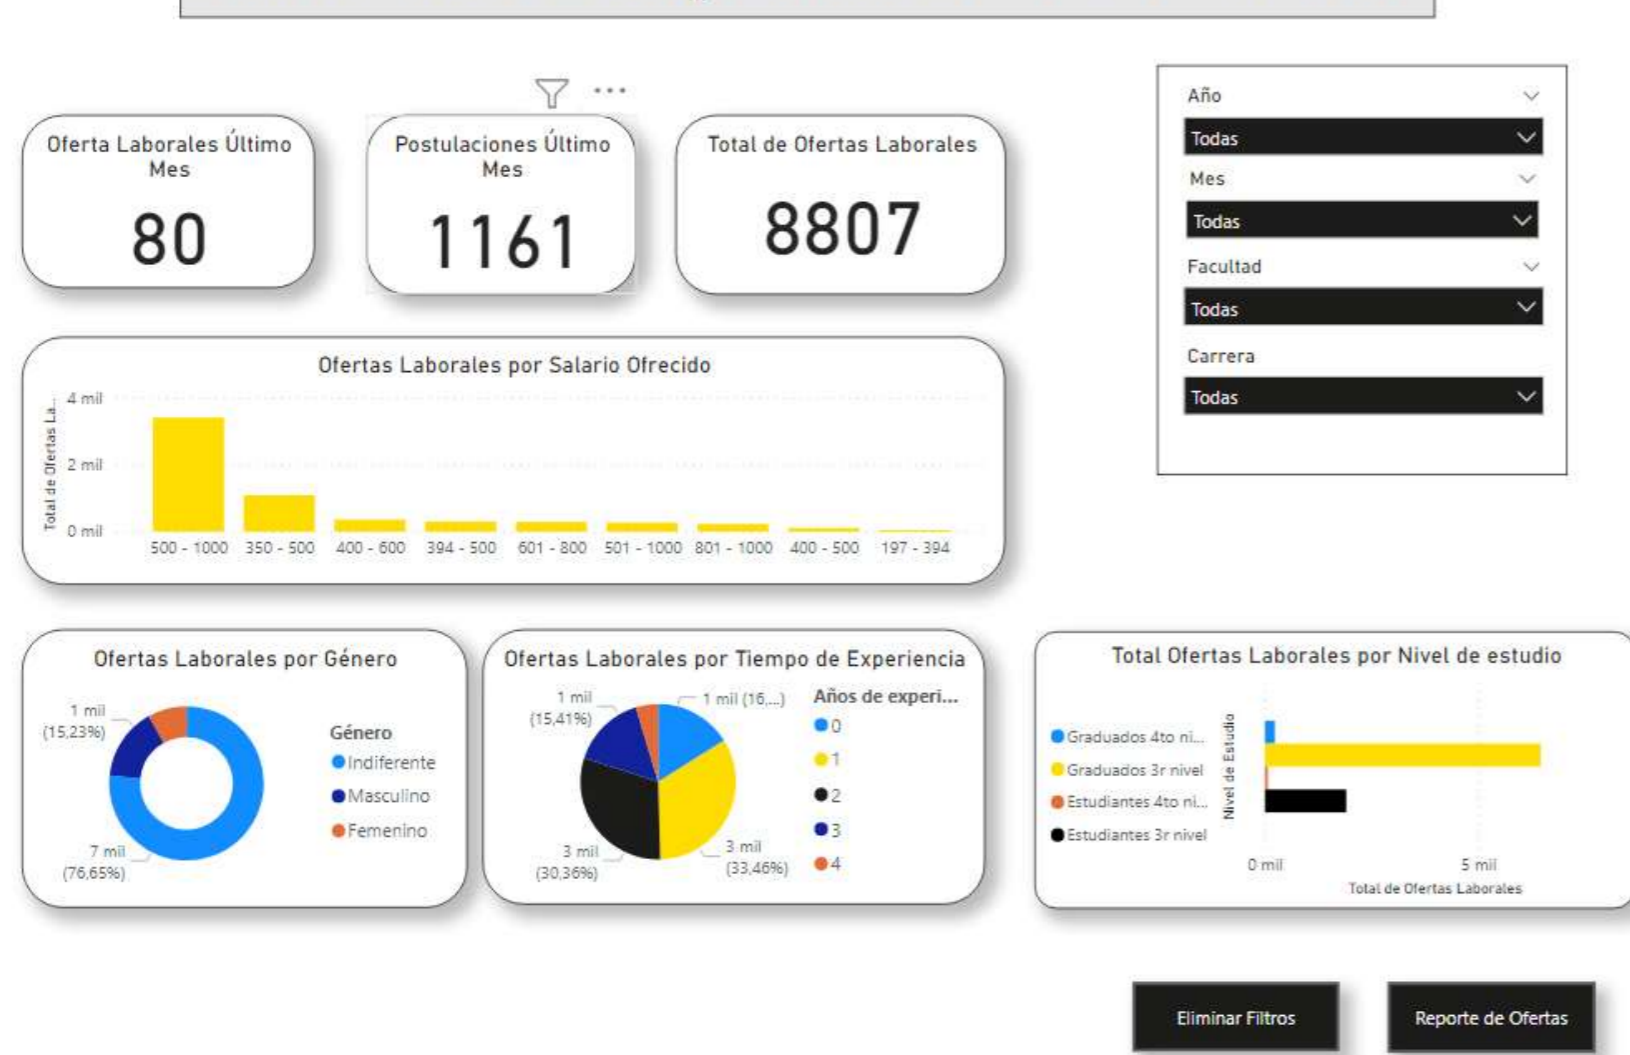 Oferta Laborales Último
Mes
80
Postulaciones Último
Mes
1161
Total de Ofertas Laborales
8807
Año
Todas
Mes
Todas
Facultad
Todas
Carrera
Todas
Ofertas Laborales por Salario Ofrecido
Total de Ofertas La...
4 mil
2 mil
0 mil
500 - 1000 350 - 500 400 - 600 394 - 500 601 - 800 501 - 1000 801 - 1000 400 - 500 197 - 394
Ofertas Laborales por Género
1 mil
(15,23%)
7 mil
(76,65%)
Género
Indiferente
Masculino
Femenino
Ofertas Laborales por Tiempo de Experiencia
1 mil
(15,41%)
1 mil (16,...)
3 mil
(30,36%)
3 mil
(33,46%)
Años de experi...
0
1
2
3
4
Total Ofertas Laborales por Nivel de estudio
Graduados 4to ni...
Graduados 3r nivel
Estudiantes 4to ni...
Estudiantes 3r nivel
Nivel de Estudio
0 mil 5 mil
Total de Ofertas Laborales
Eliminar Filtros
Reporte de Ofertas